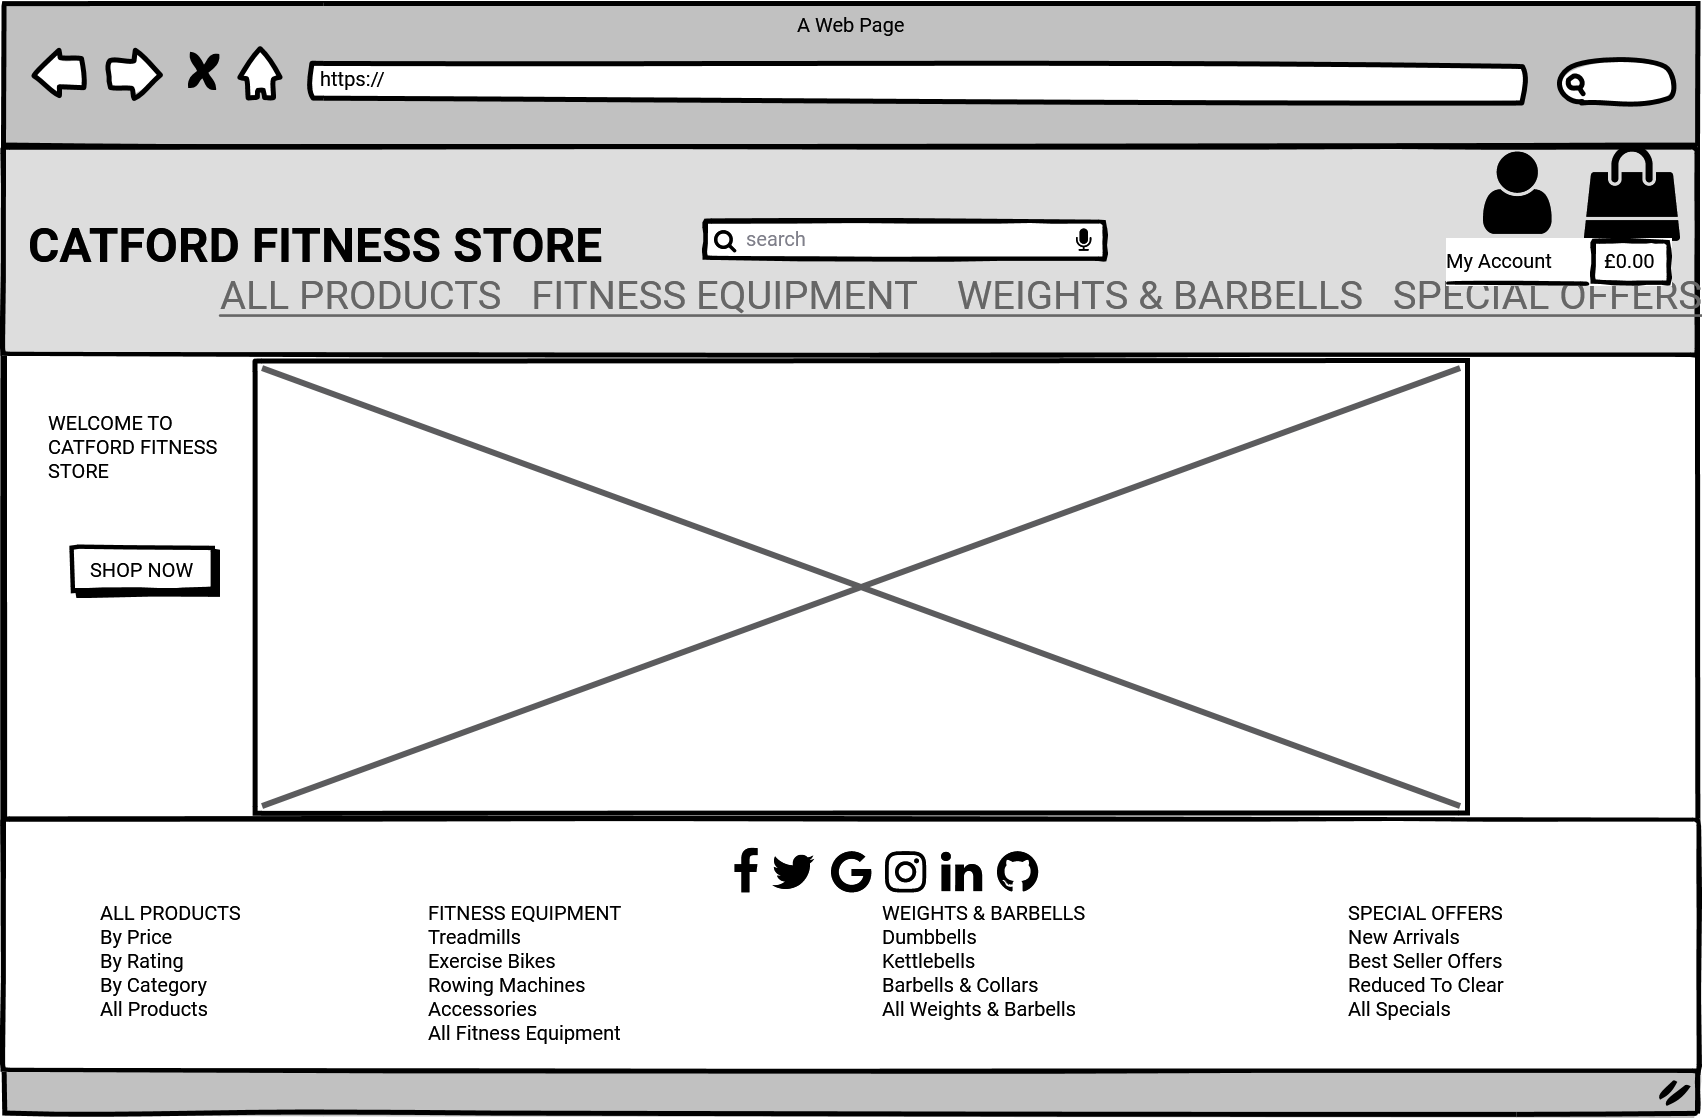 A Web Page
https://
CATFORD FITNESS STORE
search
My Account
£0.00
ALL PRODUCTS FITNESS EQUIPMENT WEIGHTS & BARBELLS SPECIAL OFFERS
WELCOME TO
CATFORD FITNESS
STORE
SHOP NOW
ALL PRODUCTS
By Price
By Rating
By Category
All Products
FITNESS EQUIPMENT
Treadmills
Exercise Bikes
Rowing Machines
Accessories
All Fitness Equipment
WEIGHTS & BARBELLS
Dumbbells
Kettlebells
Barbells & Collars
All Weights & Barbells
SPECIAL OFFERS
New Arrivals
Best Seller Offers
Reduced To Clear
All Specials